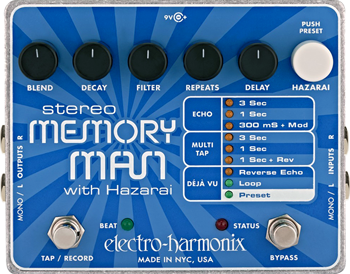 9V
PUSH
PRESET
BLEND
DECAY
FILTER
REPEATS
DELAY
HAZARAI
stereo
MEMORY
MAN
with Hazarai
ECHO
3 Sec
1 Sec
300 mS + Mod
MULTI
TAP
3 Sec
1 Sec
1 Sec + Rev
DÉJÀ VU
Reverse Echo
Loop
Preset
MONO / L OUTPUTS R
MONO / L INPUTS R
BEAT
STATUS
TAP / RECORD
electro-harmonix
MADE IN NYC, USA
BYPASS